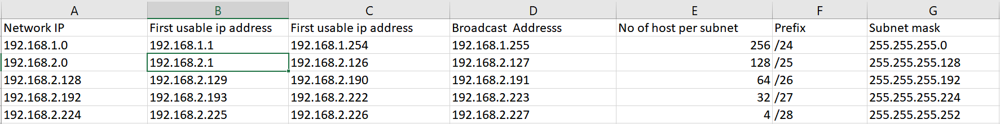 A B C D E F G
Network IP First usable ip address First usable ip address Broadcast  Addresss No of host per subnet Prefix Subnet mask
192.168.1.0 192.168.1.1 192.168.1.254 192.168.1.255 256 /24 255.255.255.0
192.168.2.0 192.168.2.1 192.168.2.126 192.168.2.127 128 /25 255.255.255.128
192.168.2.128 192.168.2.129 192.168.2.190 192.168.2.191 64 /26 255.255.255.192
192.168.2.192 192.168.2.193 192.168.2.222 192.168.2.223 32 /27 255.255.255.224
192.168.2.224 192.168.2.225 192.168.2.226 192.168.2.227 4 /28 255.255.255.252